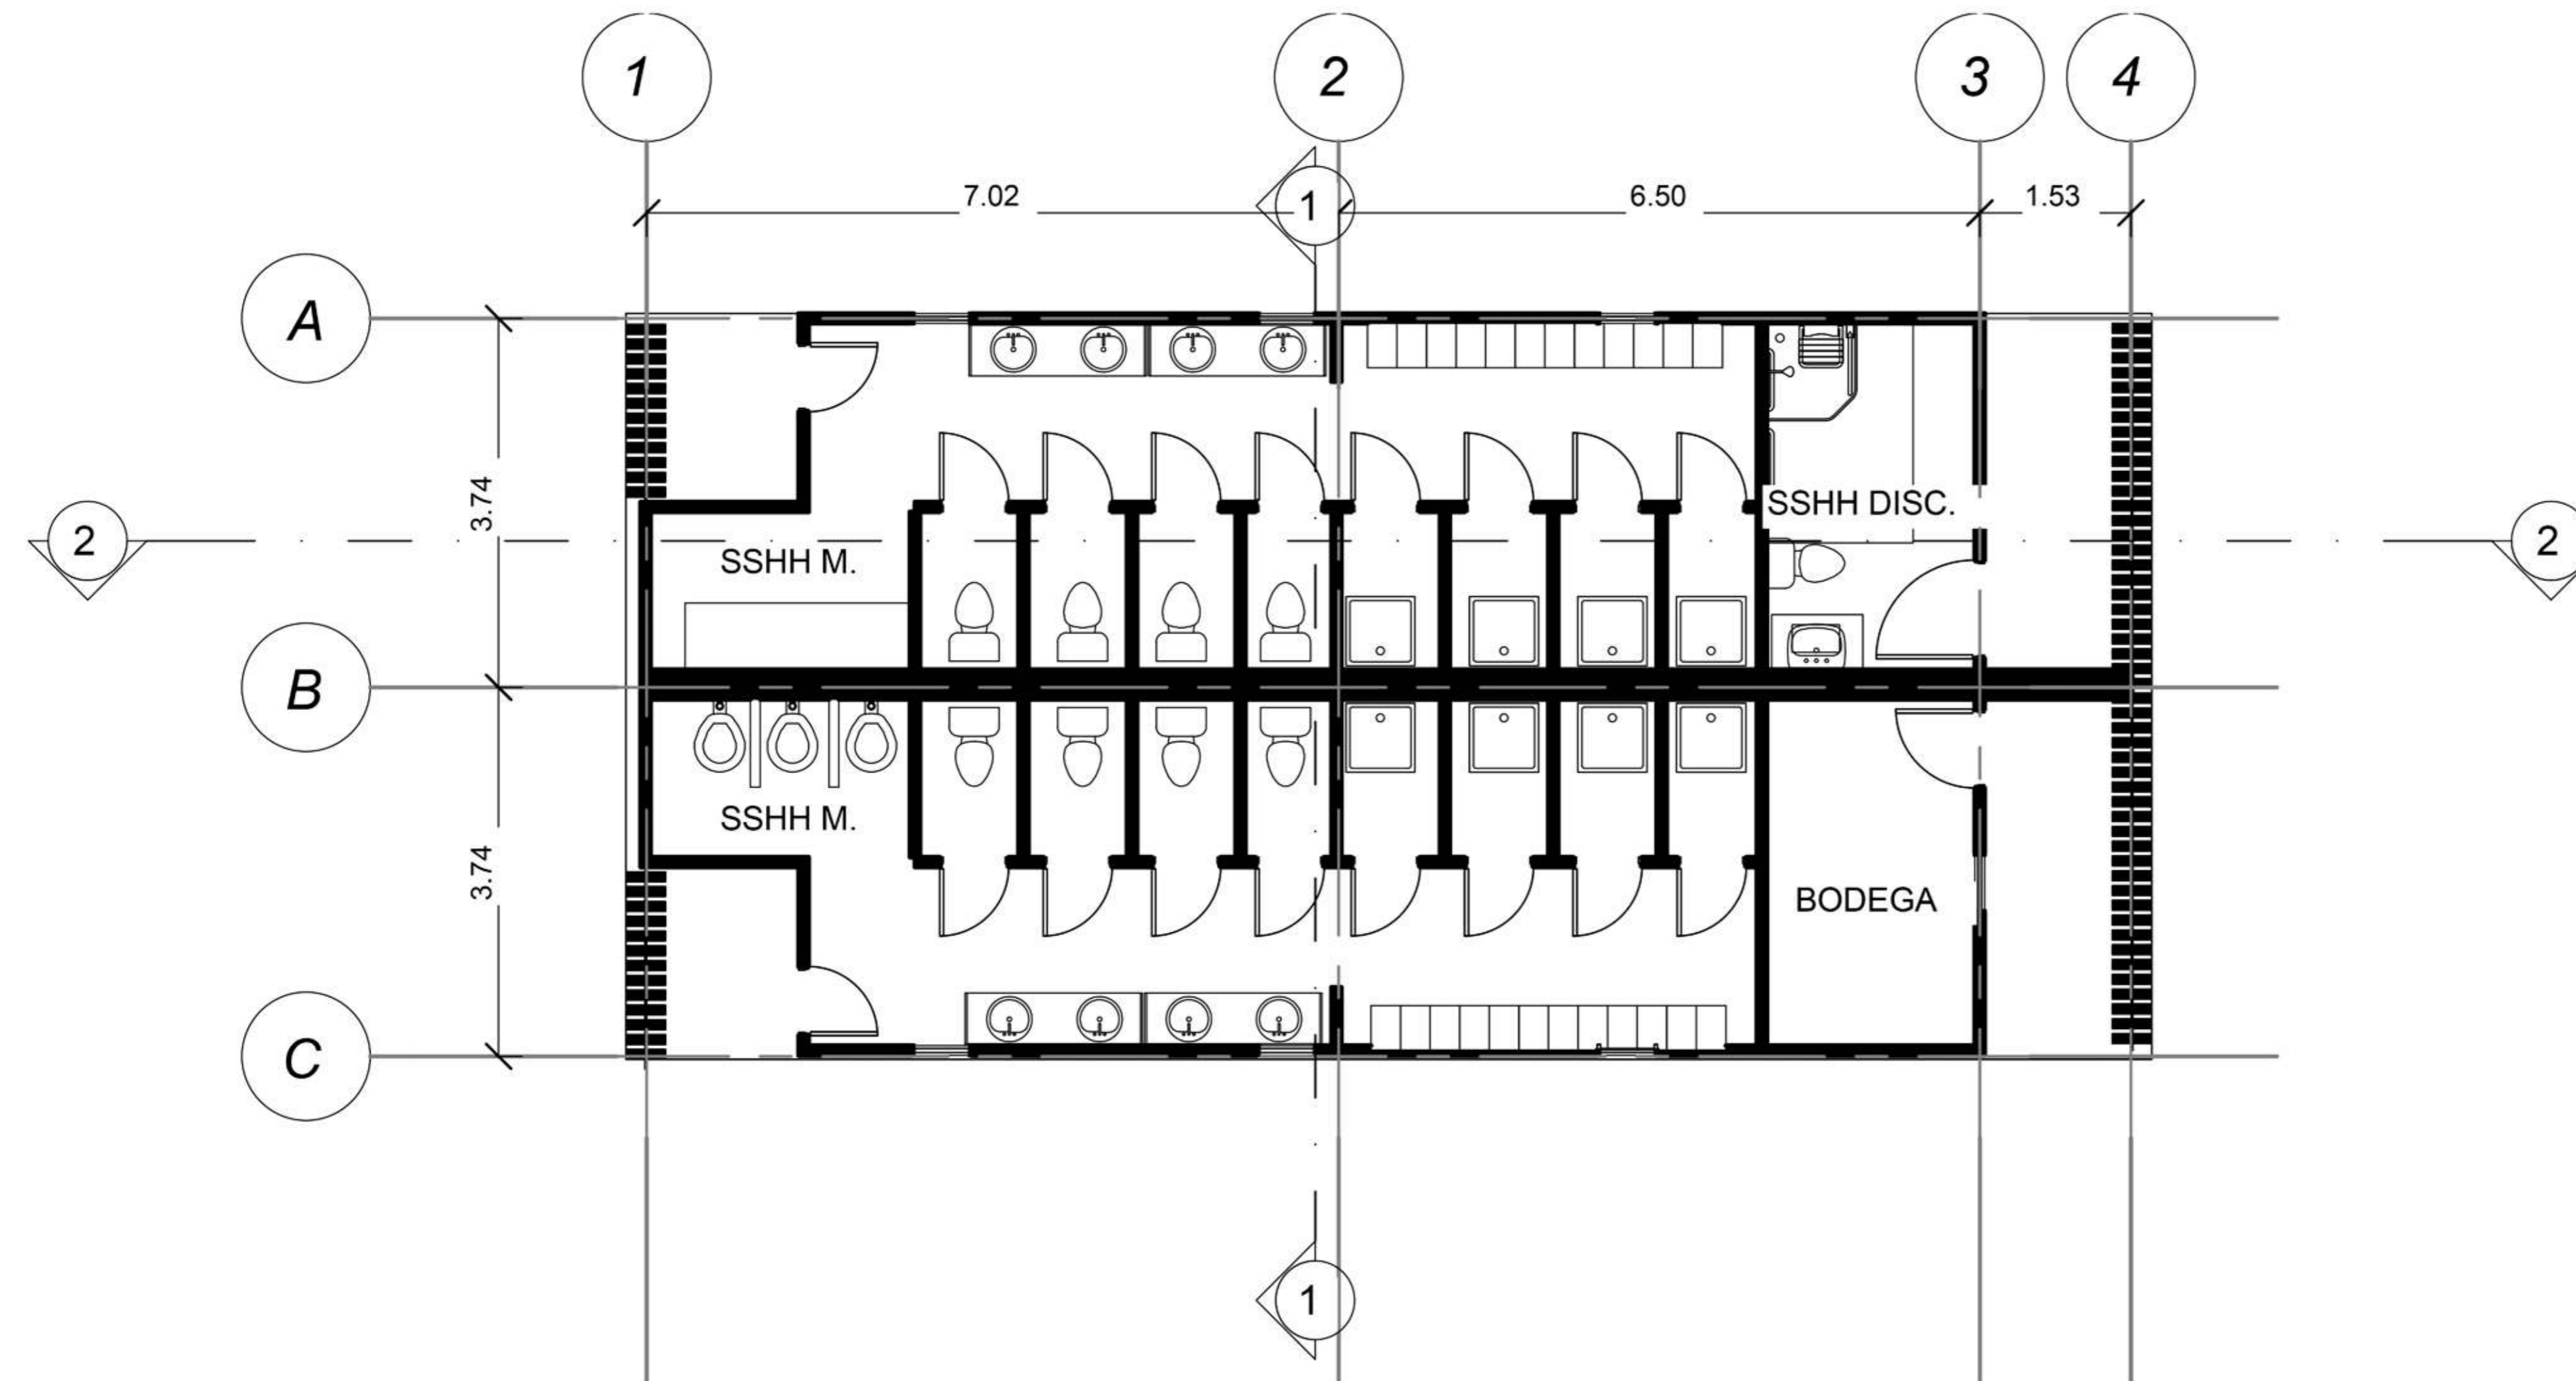 1 2 3 4
7.02 1 6.50 1.53
A
3.74
SSHH DISC.
2 2
SSHH M.
B
SSHH M.
3.74
BODEGA
C
1